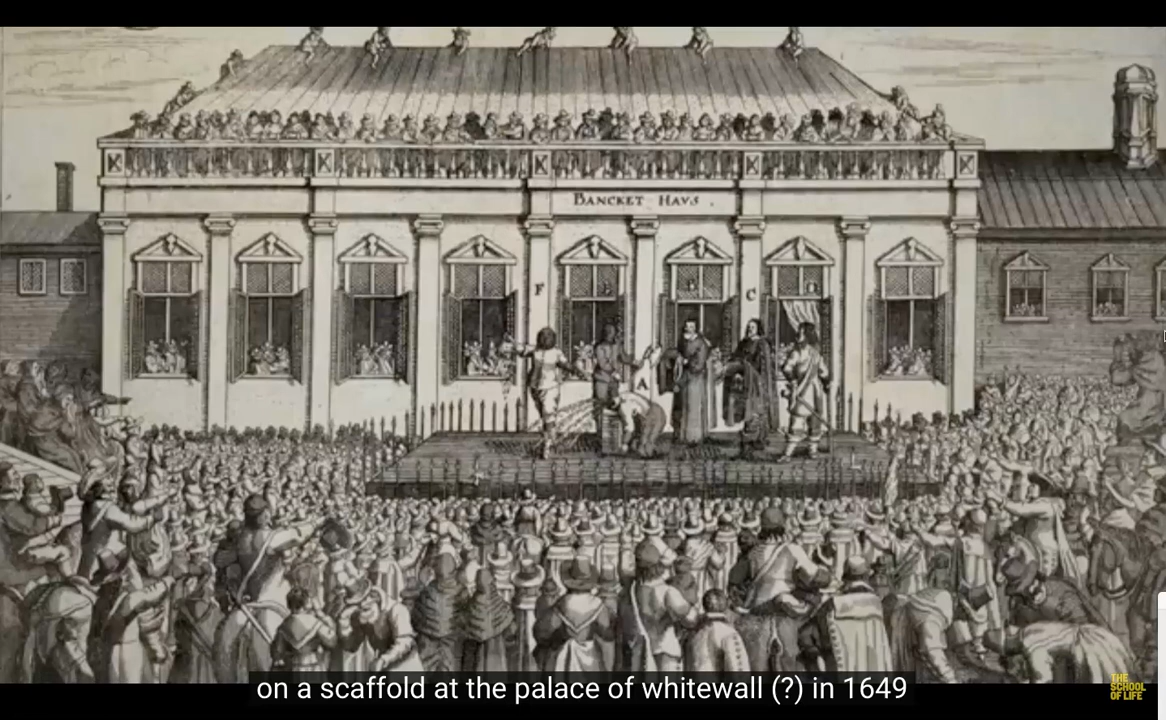 K K K K K
BANCKET HAVS.
F E D C G
A
on a scaffold at the palace of whitewall (?) in 1649
THE
SCHOOL
OF LIFE